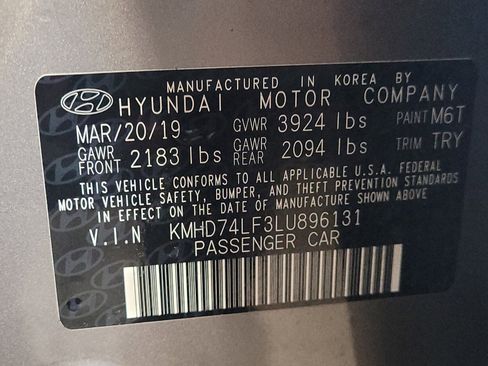 MANUFACTURED IN KOREA BY
HYUNDAI MOTOR COMPANY
MAR/20/19 GVWR 3924 lbs PAINT M6T
GAWR FRONT 2183 lbs GAWR REAR 2094 lbs TRIM TRY
THIS VEHICLE CONFORMS TO ALL APPLICABLE U.S.A. FEDERAL
MOTOR VEHICLE SAFETY, BUMPER, AND THEFT PREVENTION STANDARDS
IN EFFECT ON THE DATE OF MANUFACTURE SHOWN ABOVE
V.I.N KMHD74LF3LU896131
PASSENGER CAR